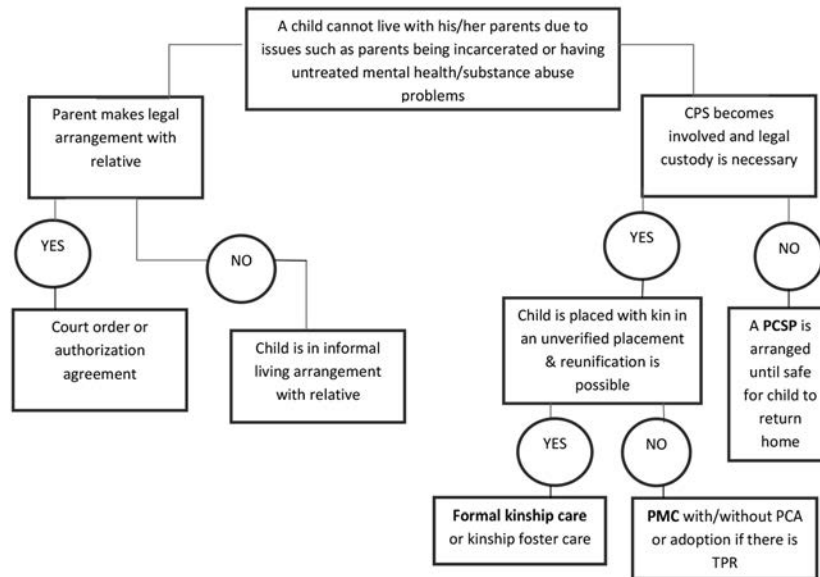 A child cannot live with his/her parents due to
issues such as parents being incarcerated or having
untreated mental health/substance abuse
problems
Parent makes legal
arrangement with
relative
CPS becomes
involved and legal
custody is necessary
YES
NO
YES
NO
Court order or
authorization
agreement
Child is in informal
living arrangement
with relative
Child is placed with kin in
an unverified placement
& reunification is
possible
A PCSP is
arranged
until safe
for child to
return
home
YES
NO
Formal kinship care
or kinship foster care
PMC with/without PCA
or adoption if there is
TPR